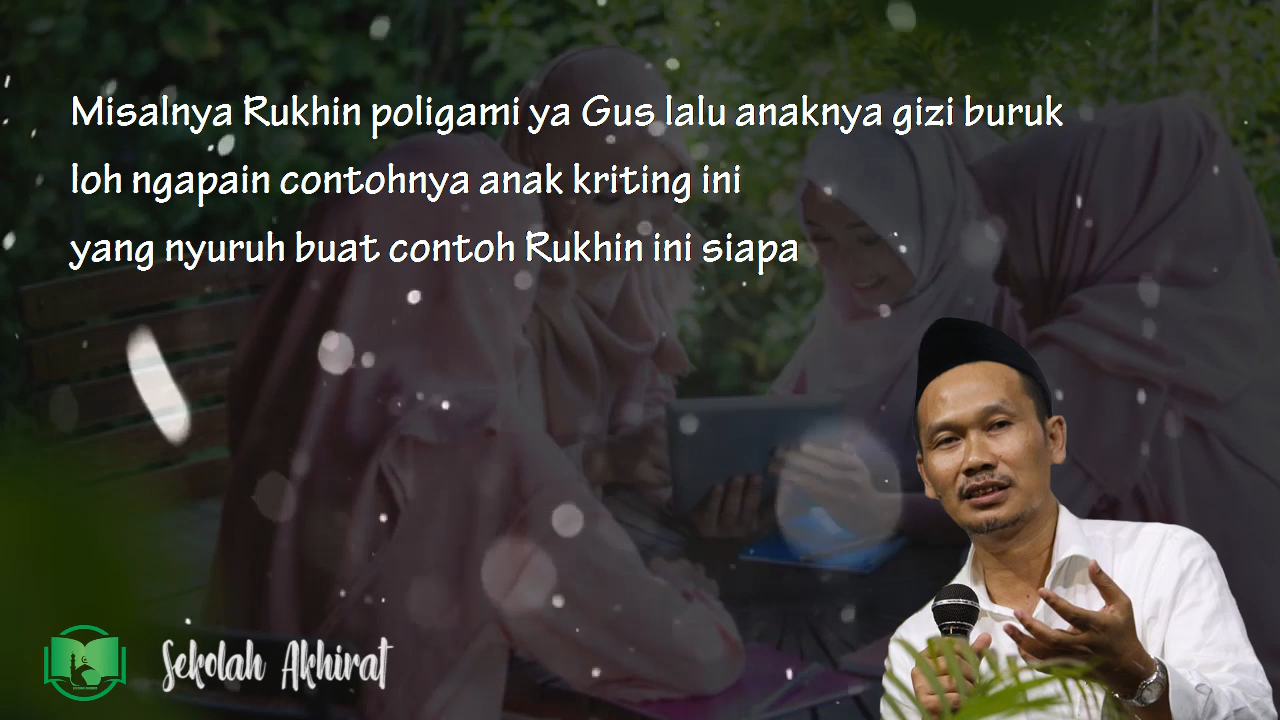 Misalnya Rukhin poligami ya Gus lalu anaknya gizi buruk
loh ngapain contohnya anak kriting ini
yang nyuruh buat contoh Rukhin ini siapa
Sekolah Akhirat